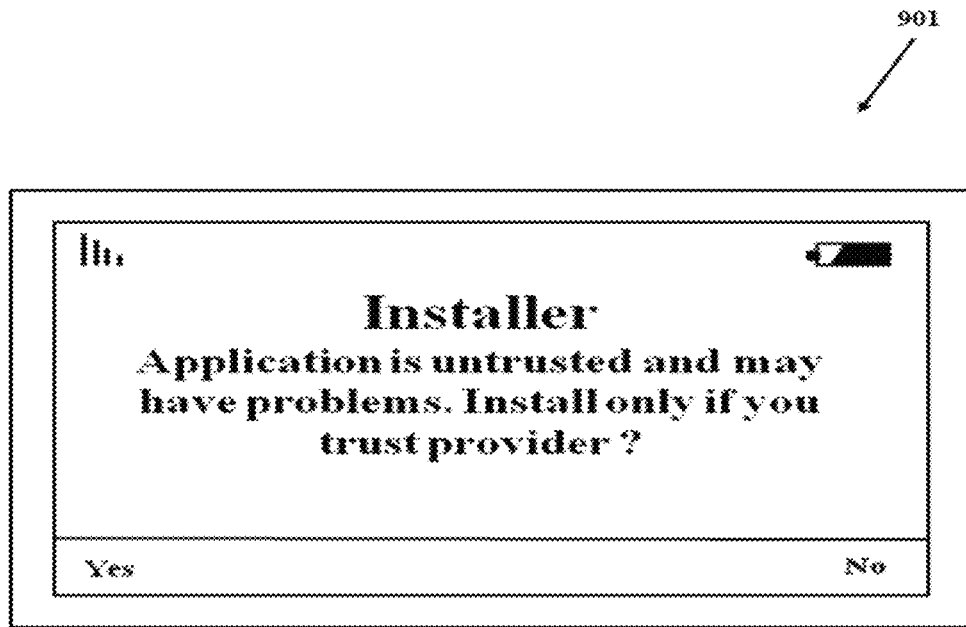 901
Installer
Application is untrusted and may
have problems. Install only if you
trust provider ?
Yes
No